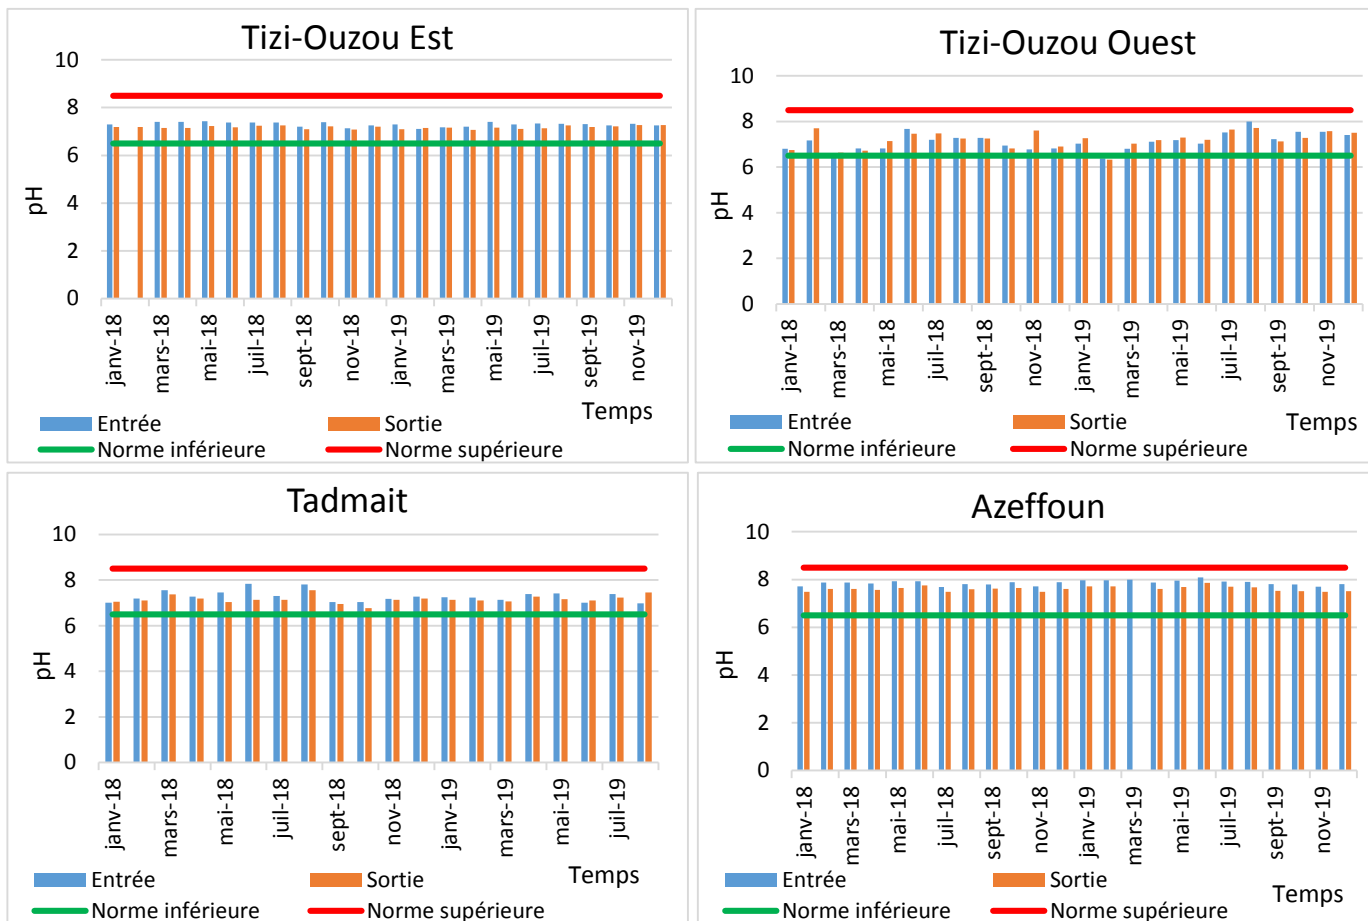 Tizi-Ouzou Est
10
8
6
4
2
0
pH
janv-18
mars-18
mai-18
juil-18
sept-18
nov-18
janv-19
mars-19
mai-19
juil-19
sept-19
nov-19
Temps
Entrée
Sortie
Norme inférieure
Norme supérieure
Tizi-Ouzou Ouest
10
8
6
4
2
0
pH
janv-18
mars-18
mai-18
juil-18
sept-18
nov-18
janv-19
mars-19
mai-19
juil-19
sept-19
nov-19
Temps
Entrée
Sortie
Norme inférieure
Norme supérieure
Tadmait
10
8
6
4
2
0
pH
janv-18
mars-18
mai-18
juil-18
sept-18
nov-18
janv-19
mars-19
mai-19
juil-19
Temps
Entrée
Sortie
Norme inférieure
Norme supérieure
Azeffoun
10
8
6
4
2
0
pH
janv-18
mars-18
mai-18
juil-18
sept-18
nov-18
janv-19
mars-19
mai-19
juil-19
sept-19
nov-19
Temps
Entrée
Sortie
Norme inférieure
Norme supérieure